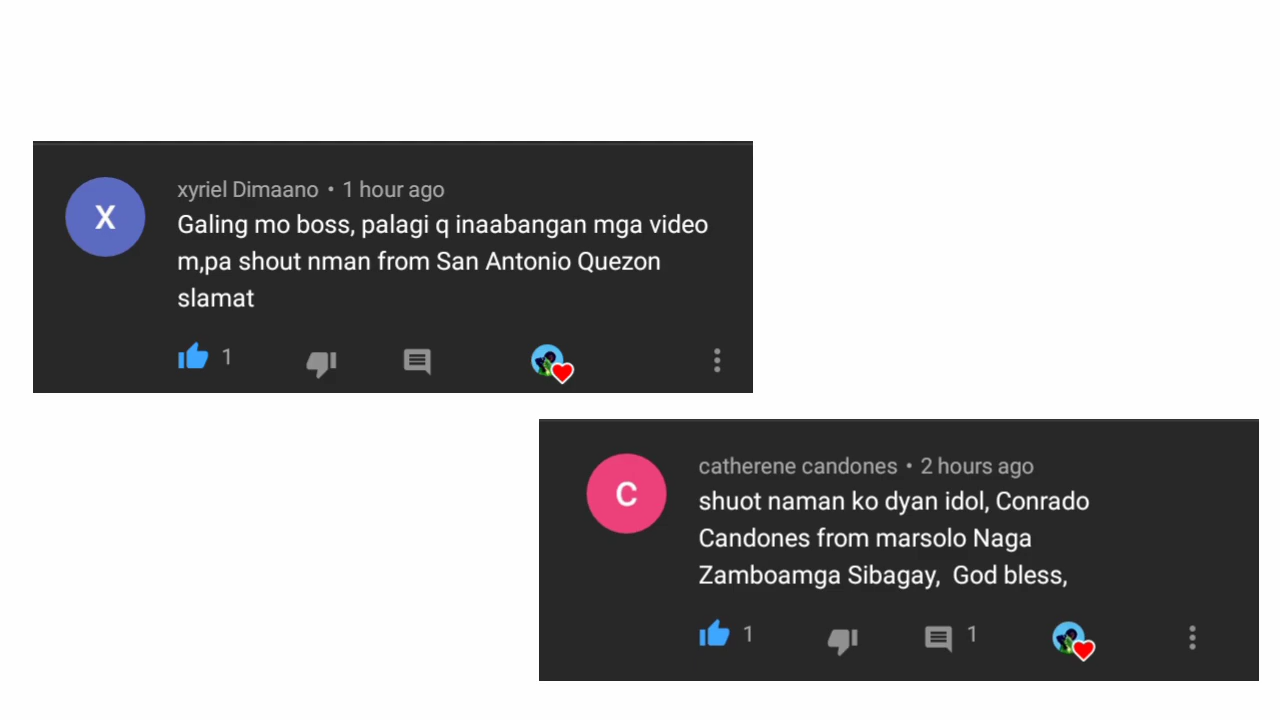 X
xyriel Dimaano • 1 hour ago
Galing mo boss, palagi q inaabangan mga video
m,pa shout nman from San Antonio Quezon
slamat
1
C
catherene candones • 2 hours ago
shuot naman ko dyan idol, Conrado
Candones from marsolo Naga
Zamboamga Sibagay,  God bless,
1 1